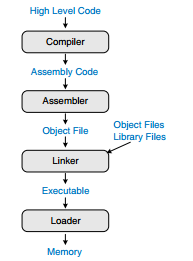 High Level Code
Compiler
Assembly Code
Assembler
Object File
Object Files
Library Files
Linker
Executable
Loader
Memory